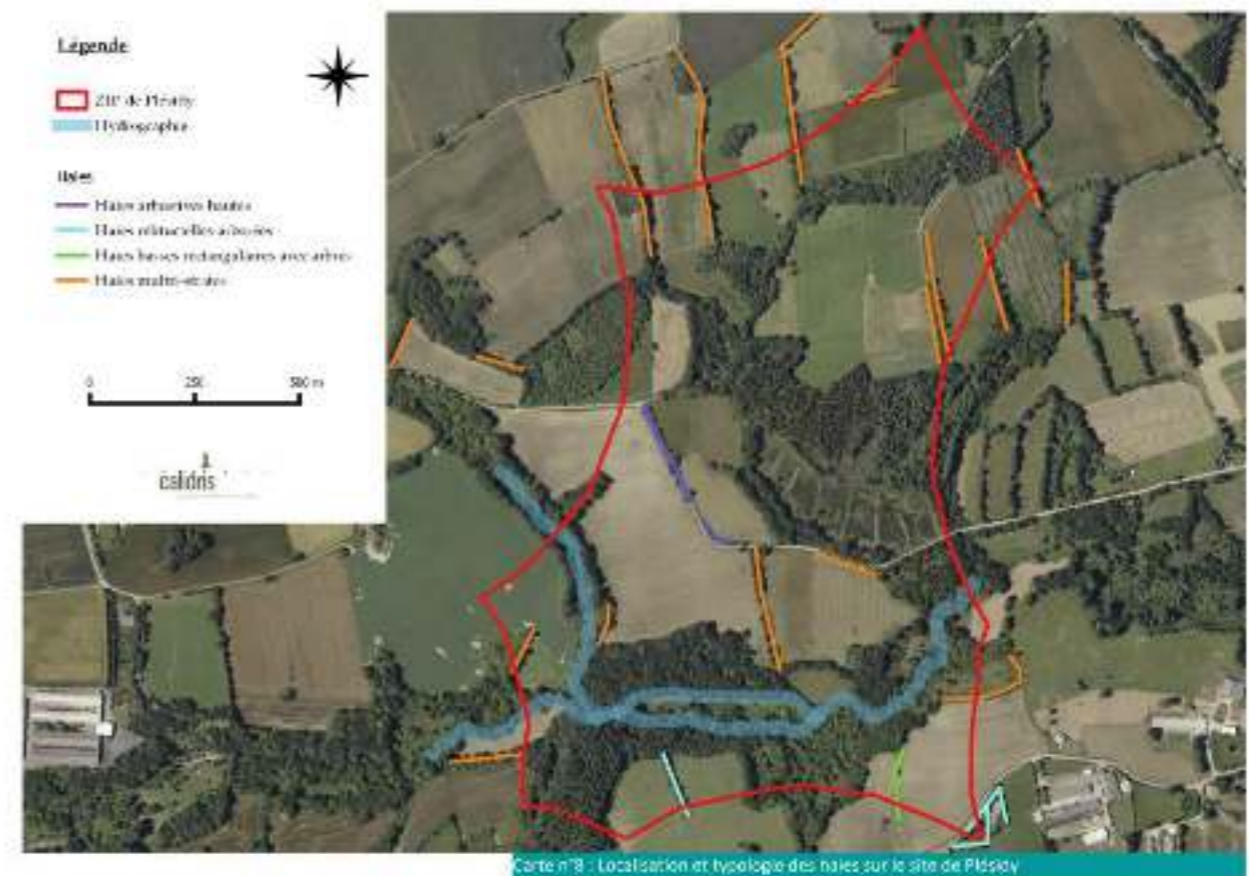 Légende
ZIP de Plésidy
Hydrographie
Haies
Haies arbustives hautes
Haies relictuelles arborées
Haies basses rectangulaires avec arbres
Haies multi-strates
0 250 500 m
calidris
Carte n°8 : Localisation et typologie des haies sur le site de Plésidy